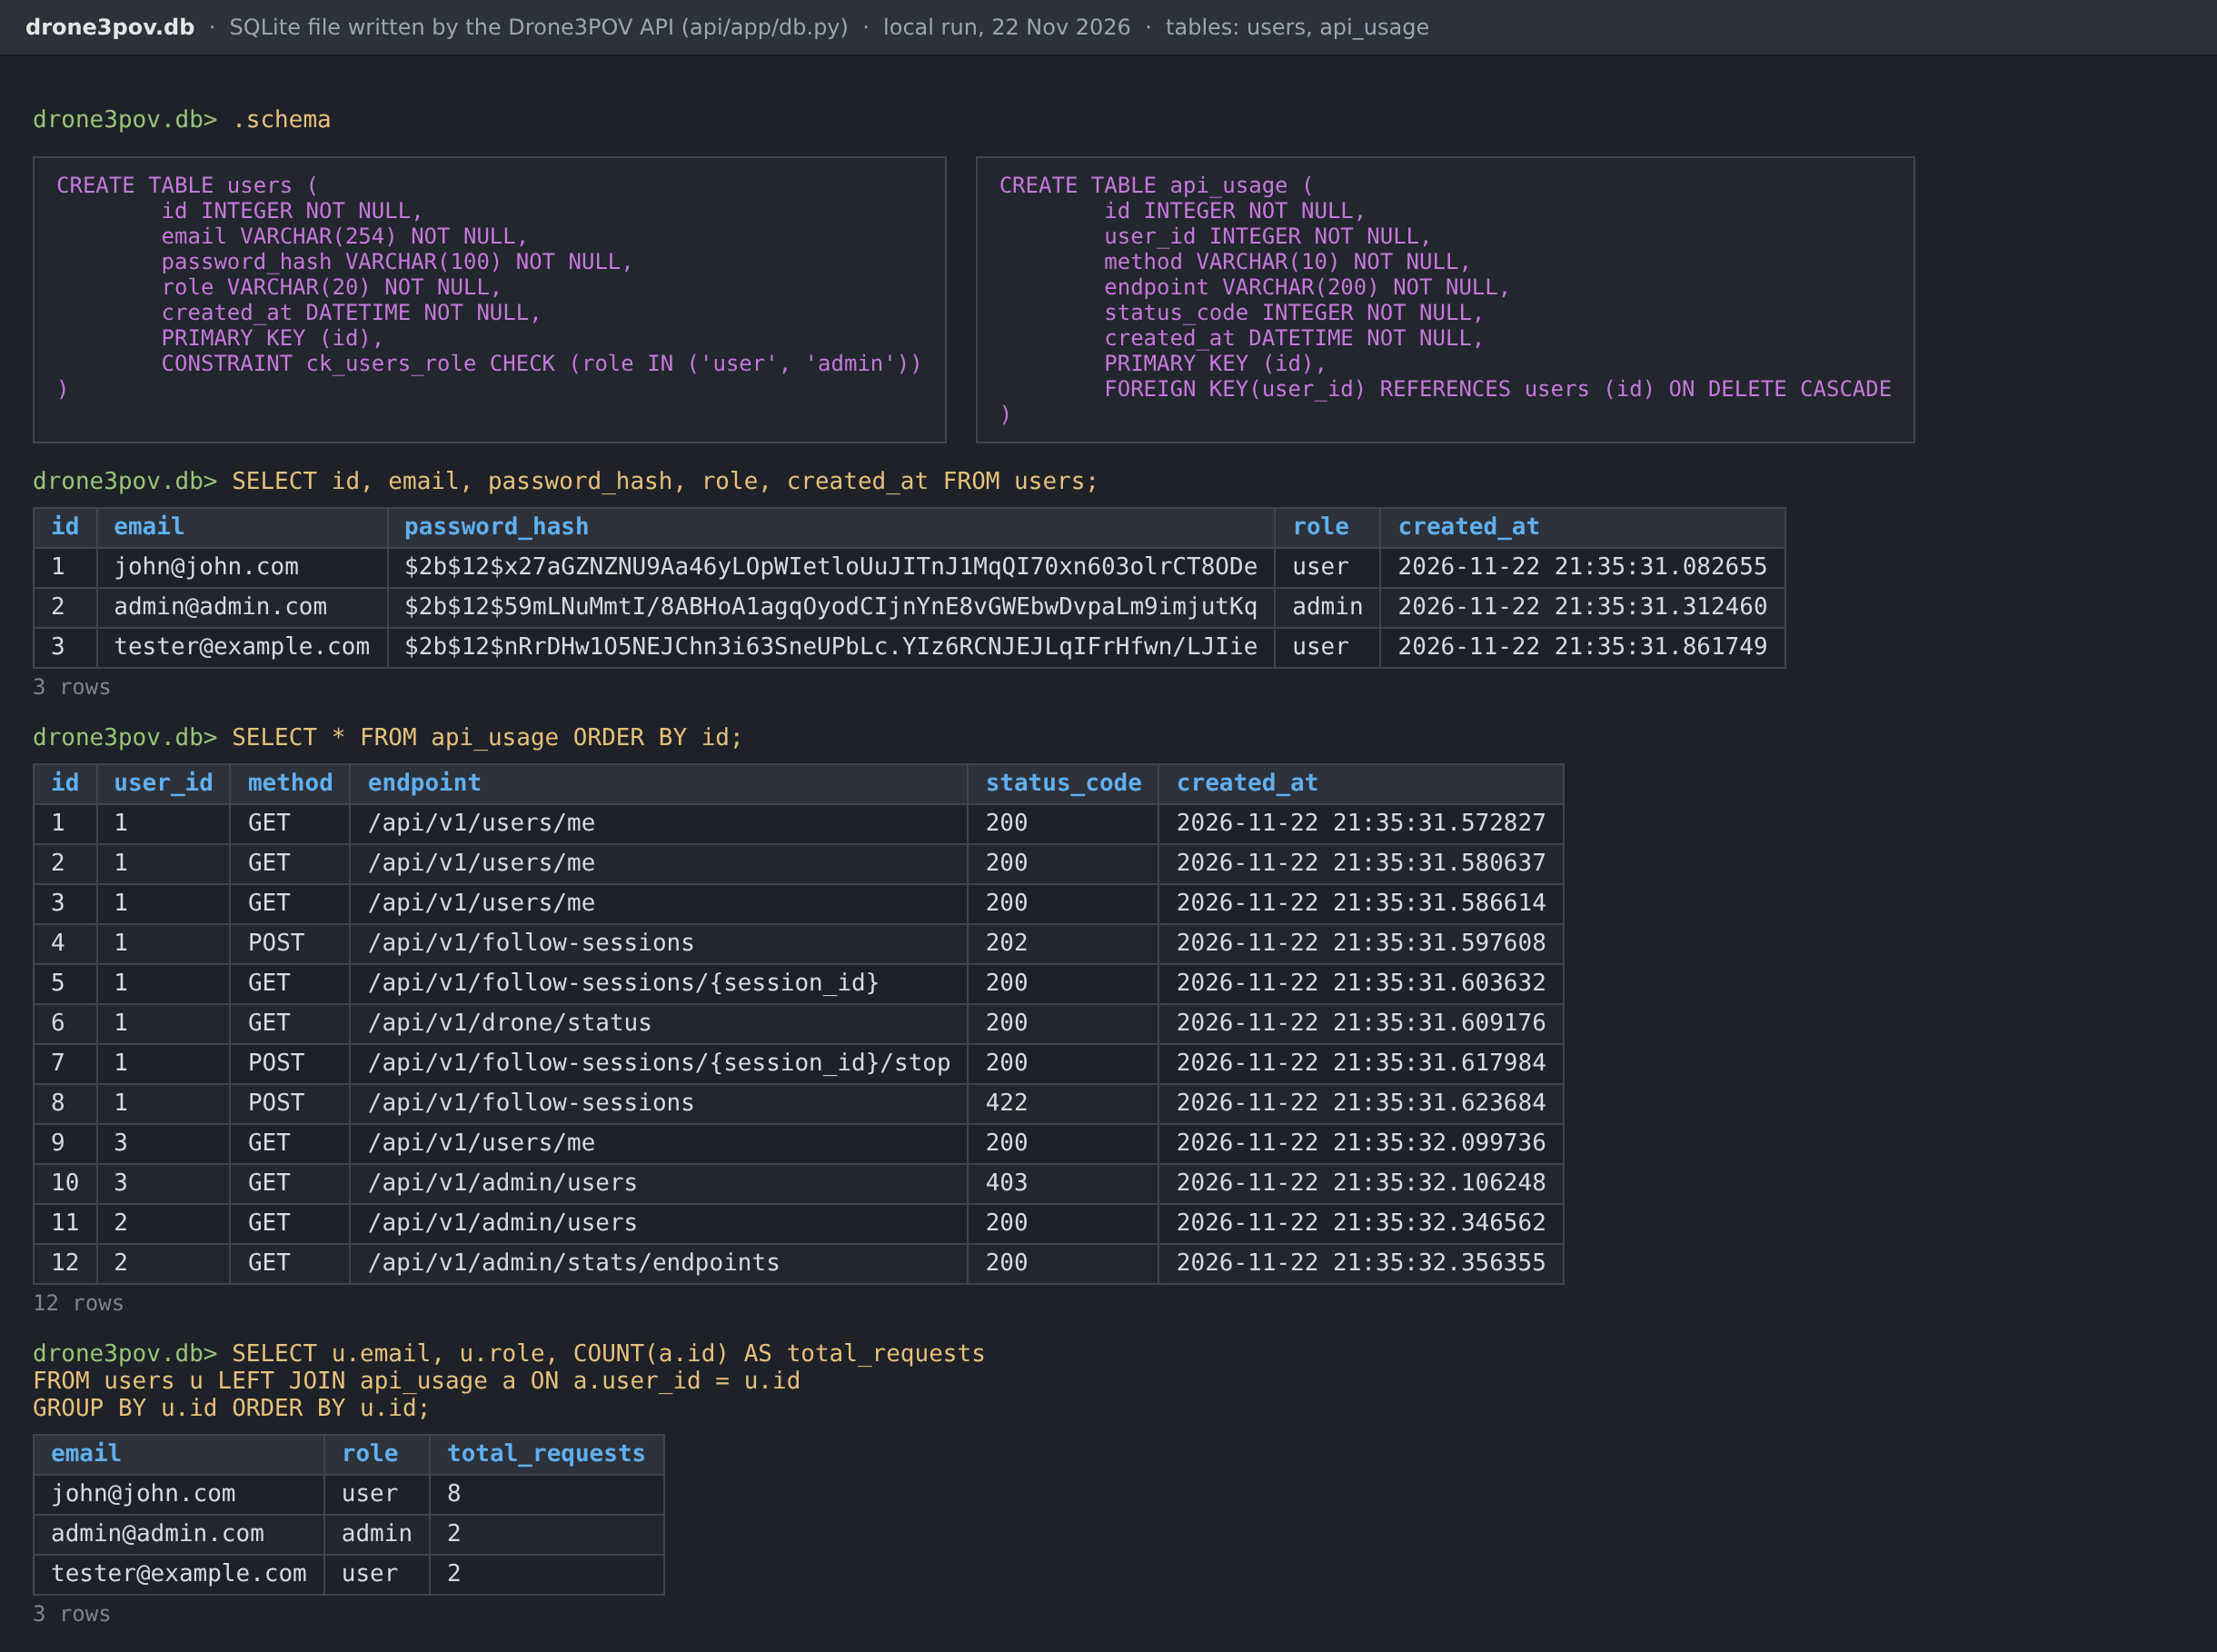 drone3pov.db · SQLite file written by the Drone3POV API (api/app/db.py) · local run, 22 Nov 2026 · tables: users, api_usage
drone3pov.db> .schema
CREATE TABLE users (
id INTEGER NOT NULL,
email VARCHAR(254) NOT NULL,
password_hash VARCHAR(100) NOT NULL,
role VARCHAR(20) NOT NULL,
created_at DATETIME NOT NULL,
PRIMARY KEY (id),
CONSTRAINT ck_users_role CHECK (role IN ('user', 'admin'))
)
CREATE TABLE api_usage (
id INTEGER NOT NULL,
user_id INTEGER NOT NULL,
method VARCHAR(10) NOT NULL,
endpoint VARCHAR(200) NOT NULL,
status_code INTEGER NOT NULL,
created_at DATETIME NOT NULL,
PRIMARY KEY (id),
FOREIGN KEY(user_id) REFERENCES users (id) ON DELETE CASCADE
)
drone3pov.db> SELECT id, email, password_hash, role, created_at FROM users;
id email password_hash role created_at
1 john@john.com $2b$12$x27aGZNZNU9Aa46yLOpWIetloUuJITnJ1MqQI70xn603olrCT8ODe user 2026-11-22 21:35:31.082655
2 admin@admin.com $2b$12$59mLNuMmtI/8ABHoA1agqOyodCIjnYnE8vGWEbwDvpaLm9imjutKq admin 2026-11-22 21:35:31.312460
3 tester@example.com $2b$12$nRrDHw1O5NEJChn3i63SneUPbLc.YIz6RCNJEJLqIFrHfwn/LJIie user 2026-11-22 21:35:31.861749
3 rows
drone3pov.db> SELECT * FROM api_usage ORDER BY id;
id user_id method endpoint status_code created_at
1 1 GET /api/v1/users/me 200 2026-11-22 21:35:31.572827
2 1 GET /api/v1/users/me 200 2026-11-22 21:35:31.580637
3 1 GET /api/v1/users/me 200 2026-11-22 21:35:31.586614
4 1 POST /api/v1/follow-sessions 202 2026-11-22 21:35:31.597608
5 1 GET /api/v1/follow-sessions/{session_id} 200 2026-11-22 21:35:31.603632
6 1 GET /api/v1/drone/status 200 2026-11-22 21:35:31.609176
7 1 POST /api/v1/follow-sessions/{session_id}/stop 200 2026-11-22 21:35:31.617984
8 1 POST /api/v1/follow-sessions 422 2026-11-22 21:35:31.623684
9 3 GET /api/v1/users/me 200 2026-11-22 21:35:32.099736
10 3 GET /api/v1/admin/users 403 2026-11-22 21:35:32.106248
11 2 GET /api/v1/admin/users 200 2026-11-22 21:35:32.346562
12 2 GET /api/v1/admin/stats/endpoints 200 2026-11-22 21:35:32.356355
12 rows
drone3pov.db> SELECT u.email, u.role, COUNT(a.id) AS total_requests
FROM users u LEFT JOIN api_usage a ON a.user_id = u.id
GROUP BY u.id ORDER BY u.id;
email role total_requests
john@john.com user 8
admin@admin.com admin 2
tester@example.com user 2
3 rows